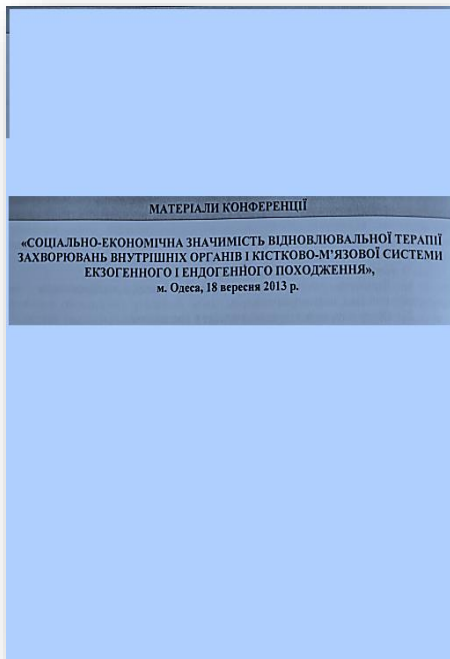 МАТЕРІАЛИ КОНФЕРЕНЦІЇ
«СОЦІАЛЬНО-ЕКОНОМІЧНА ЗНАЧИМІСТЬ ВІДНОВЛЮВАЛЬНОЇ ТЕРАПІЇ
ЗАХВОРЮВАНЬ ВНУТРІШНІХ ОРГАНІВ І КІСТКОВО-М’ЯЗОВОЇ СИСТЕМИ
ЕКЗОГЕННОГО І ЕНДОГЕННОГО ПОХОДЖЕННЯ»,
м. Одеса, 18 вересня 2013 р.